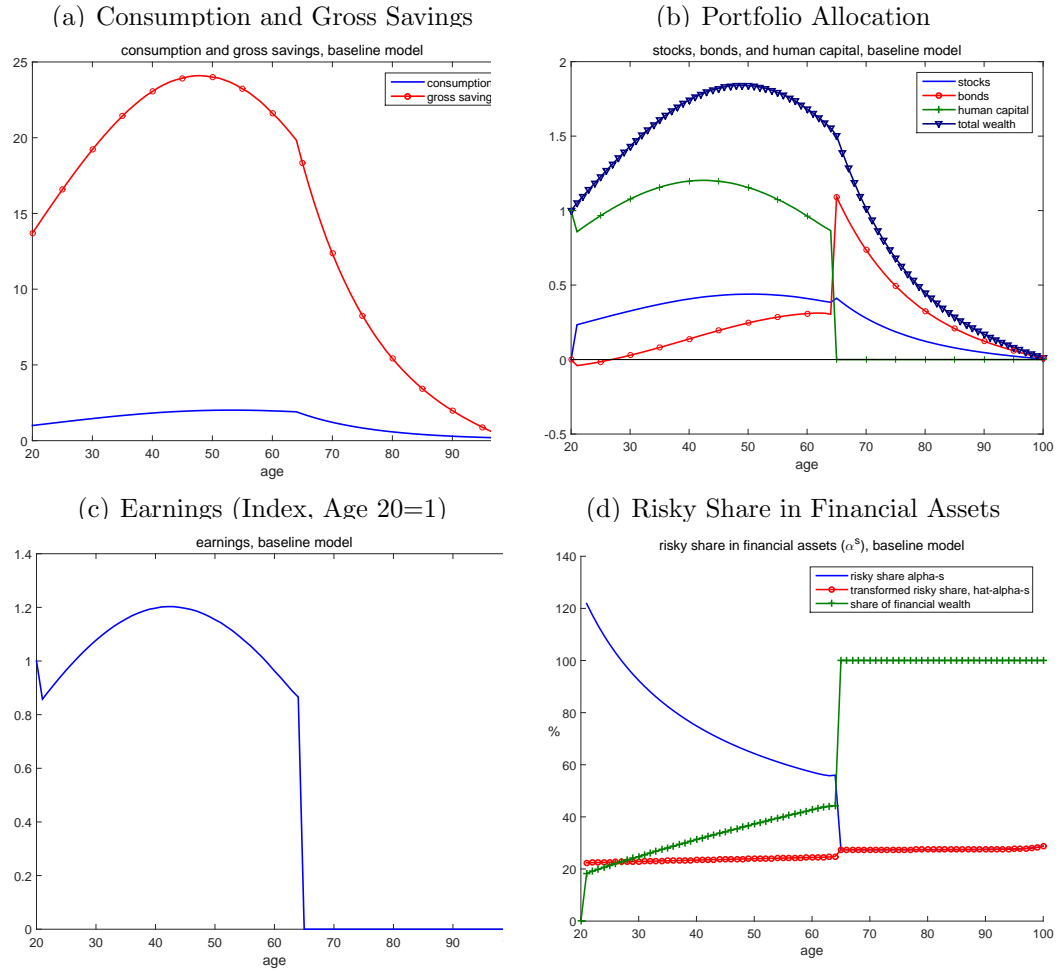 (a) Consumption and Gross Savings
consumption and gross savings, baseline model
25
20
15
10
5
0
20 30 40 50 60 70 80 90
age
consumption
gross saving
(b) Portfolio Allocation
stocks, bonds, and human capital, baseline model
2
1.5
1
0.5
0
-0.5
20 30 40 50 60 70 80 90 100
age
stocks
bonds
human capital
total wealth
(c) Earnings (Index, Age 20=1)
earnings, baseline model
1.4
1.2
1
0.8
0.6
0.4
0.2
0
20 30 40 50 60 70 80 90
age
(d) Risky Share in Financial Assets
risky share in financial assets (α^s), baseline model
140
120
100
80
60
40
20
0
%
20 30 40 50 60 70 80 90 100
age
risky share alpha-s
transformed risky share, hat-alpha-s
share of financial wealth